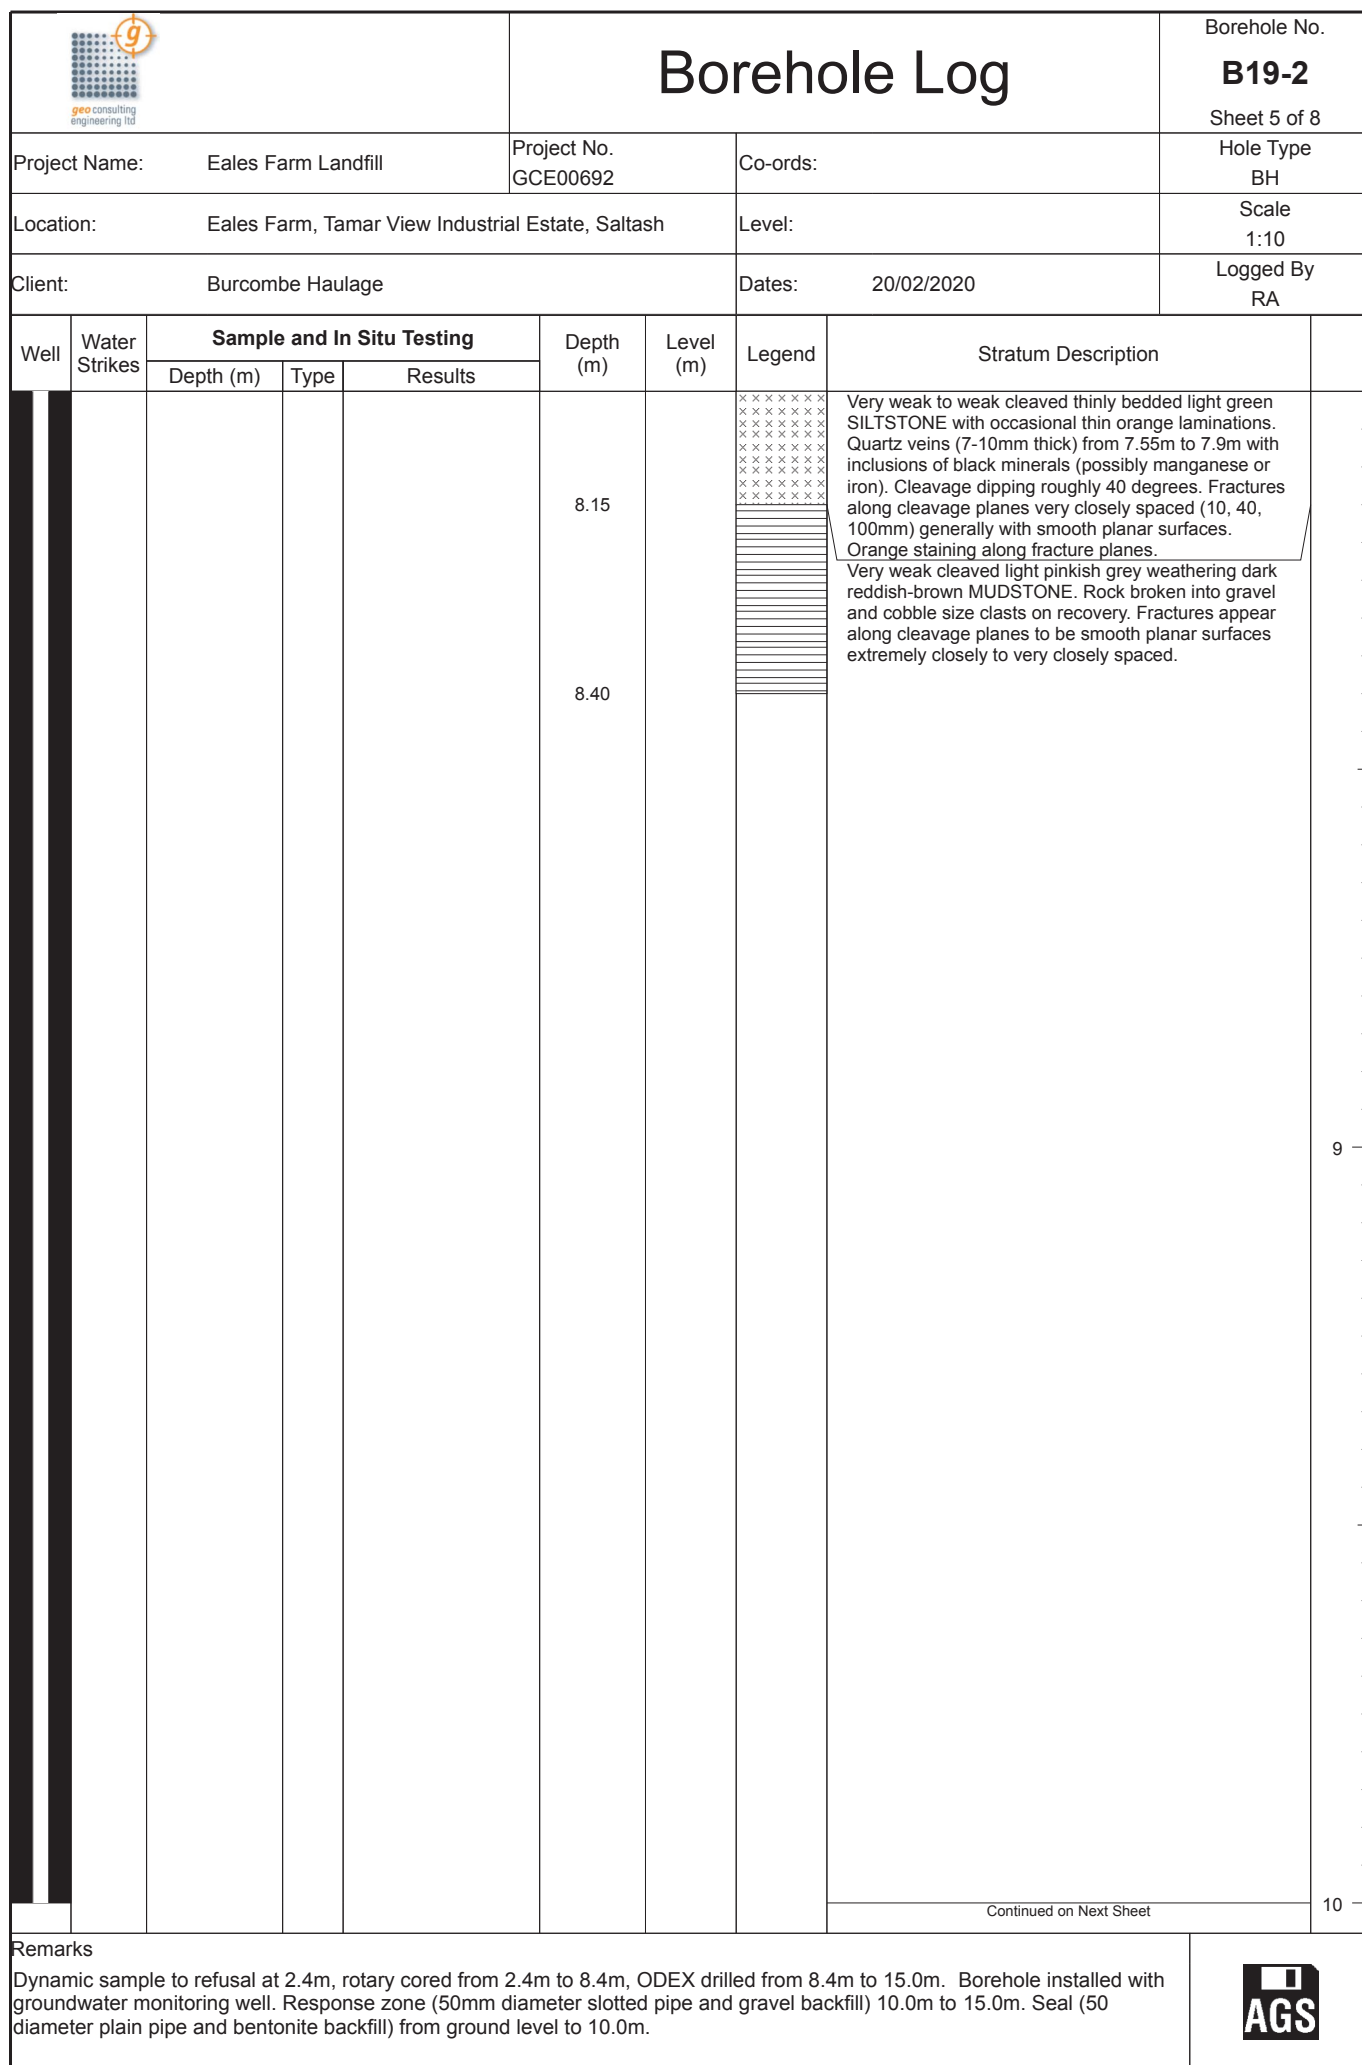 g
geo consulting
engineering ltd
Borehole Log
Borehole No.
B19-2
Sheet 5 of 8
Project Name: Eales Farm Landfill
Project No.
GCE00692
Co-ords:
Hole Type
BH
Location: Eales Farm, Tamar View Industrial Estate, Saltash
Level:
Scale
1:10
Client: Burcombe Haulage
Dates: 20/02/2020
Logged By
RA
Well
Water
Strikes
Sample and In Situ Testing
Depth (m) Type Results
Depth
(m)
Level
(m)
Legend
Stratum Description
Very weak to weak cleaved thinly bedded light green
SILTSTONE with occasional thin orange laminations.
Quartz veins (7-10mm thick) from 7.55m to 7.9m with
inclusions of black minerals (possibly manganese or
iron). Cleavage dipping roughly 40 degrees. Fractures
8.15
along cleavage planes very closely spaced (10, 40,
100mm) generally with smooth planar surfaces.
Orange staining along fracture planes.
Very weak cleaved light pinkish grey weathering dark
reddish-brown MUDSTONE. Rock broken into gravel
and cobble size clasts on recovery. Fractures appear
along cleavage planes to be smooth planar surfaces
extremely closely to very closely spaced.
8.40
9
Continued on Next Sheet
10
Remarks
Dynamic sample to refusal at 2.4m, rotary cored from 2.4m to 8.4m, ODEX drilled from 8.4m to 15.0m. Borehole installed with
groundwater monitoring well. Response zone (50mm diameter slotted pipe and gravel backfill) 10.0m to 15.0m. Seal (50
diameter plain pipe and bentonite backfill) from ground level to 10.0m.
AGS